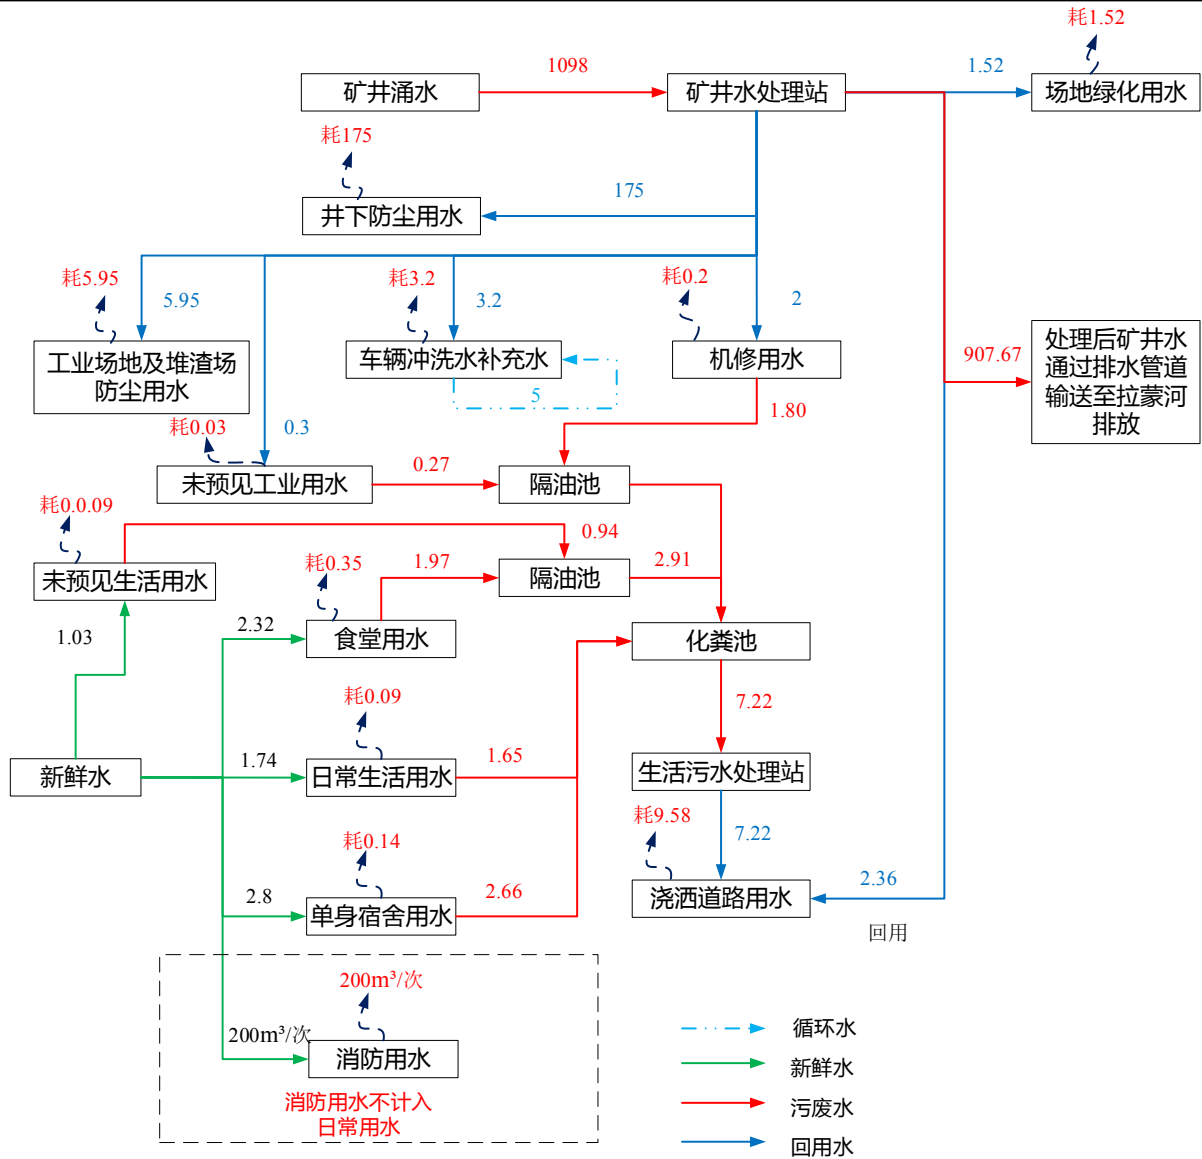 耗1.52
1098
1.52
矿井涌水
矿井水处理站
场地绿化用水
耗175
175
井下防尘用水
耗5.95
耗3.2
耗0.2
5.95
3.2
2
工业场地及堆渣场
防尘用水
车辆冲洗水补充水
机修用水
907.67
处理后矿井水
通过排水管道
输送至拉蒙河
排放
5
耗0.03
0.3
1.80
未预见工业用水
0.27
隔油池
耗0.0.09
0.94
未预见生活用水
耗0.35
1.97
隔油池
2.91
1.03
2.32
食堂用水
化粪池
耗0.09
7.22
新鲜水
1.74
日常生活用水
1.65
生活污水处理站
耗9.58
耗0.14
7.22
2.8
单身宿舍用水
2.66
浇洒道路用水
2.36
回用
200m³/次
200m³/次
消防用水
消防用水不计入
日常用水
循环水
新鲜水
污废水
回用水